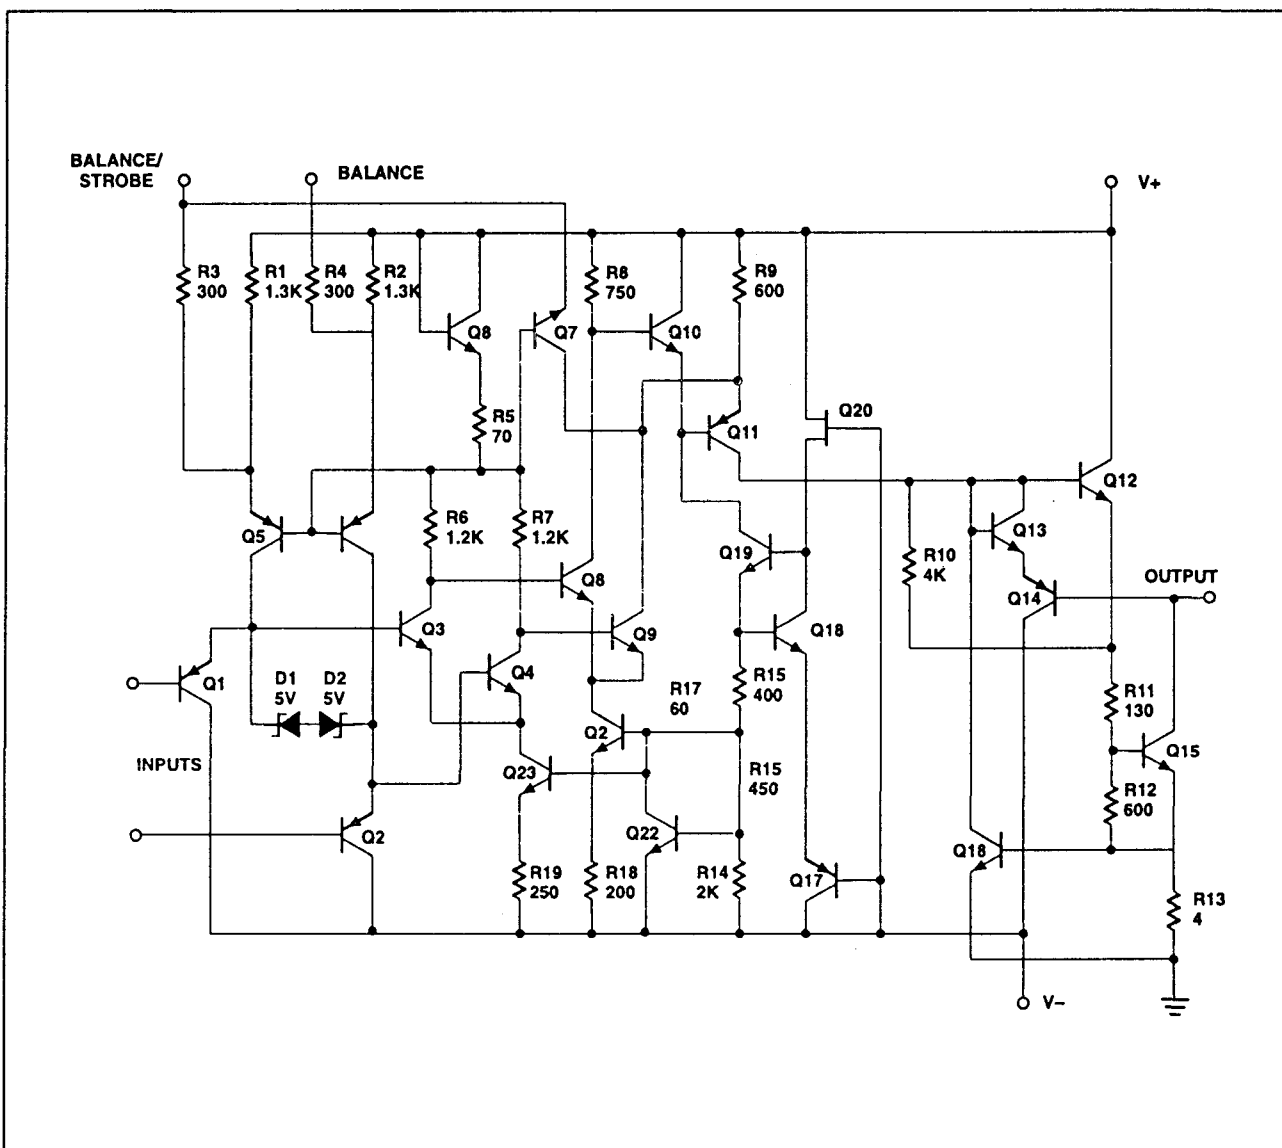 BALANCE/
STROBE
BALANCE
V+
R3
300
R1
1.3K
R4
300
R2
1.3K
Q8
Q7
R8
750
Q10
R9
600
R5
70
Q11
Q20
Q12
Q5
R6
1.2K
R7
1.2K
Q8
Q19
R10
4K
Q13
Q14
OUTPUT
Q3
Q9
Q18
Q1
D1
5V
D2
5V
Q4
R17
60
R15
400
R11
130
INPUTS
Q2
Q23
R15
450
Q15
R12
600
Q2
Q22
Q18
R19
250
R18
200
R14
2K
Q17
R13
4
V−